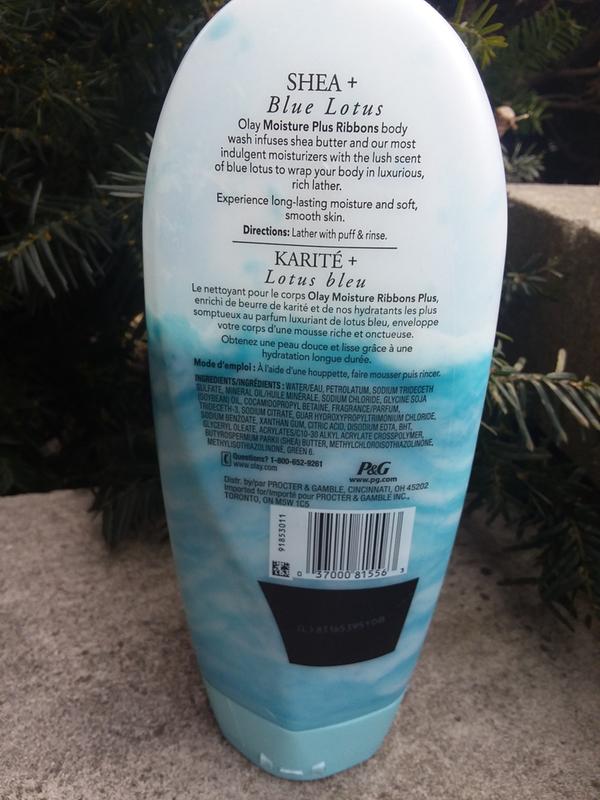 SHEA +
Blue Lotus
Olay Moisture Plus Ribbons body
wash infuses shea butter and our most
indulgent moisturizers with the lush scent
of blue lotus to wrap your body in luxurious,
rich lather.
Experience long-lasting moisture and soft,
smooth skin.
Directions: Lather with puff & rinse.
KARITÉ +
Lotus bleu
Le nettoyant pour le corps Olay Moisture Ribbons Plus,
enrichi de beurre de karité et de nos hydratants les plus
somptueux au parfum luxuriant de lotus bleu, enveloppe
votre corps d'une mousse riche et onctueuse.
Obtenez une peau douce et lisse grâce à une
hydratation longue durée.
Mode d'emploi : À l'aide d'une houppette, faire mousser puis rincer.
INGREDIENTS/INGRÉDIENTS : WATER/EAU, PETROLATUM, SODIUM TRIDECETH
SULFATE, MINERAL OIL/HUILE MINÉRALE, SODIUM CHLORIDE, GLYCINE SOJA
(SOYBEAN) OIL, COCAMIDOPROPYL BETAINE, FRAGRANCE/PARFUM,
TRIDECETH-3, SODIUM CITRATE, GUAR HYDROXYPROPYLTRIMONIUM CHLORIDE,
SODIUM BENZOATE, XANTHAN GUM, CITRIC ACID, DISODIUM EDTA, BHT,
GLYCERYL OLEATE, ACRYLATES/C10-30 ALKYL ACRYLATE CROSSPOLYMER,
BUTYROSPERMUM PARKII (SHEA) BUTTER, METHYLCHLOROISOTHIAZOLINONE,
METHYLISOTHIAZOLINONE, GREEN 6.
Questions? 1-800-652-9261
www.olay.com
P&G
www.pg.com
Distr. by/par PROCTER & GAMBLE, CINCINNATI, OH 45202
Imported for/Importé pour PROCTER & GAMBLE INC.,
TORONTO, ON M5W 1C5
91853011
0 37000 81556 3